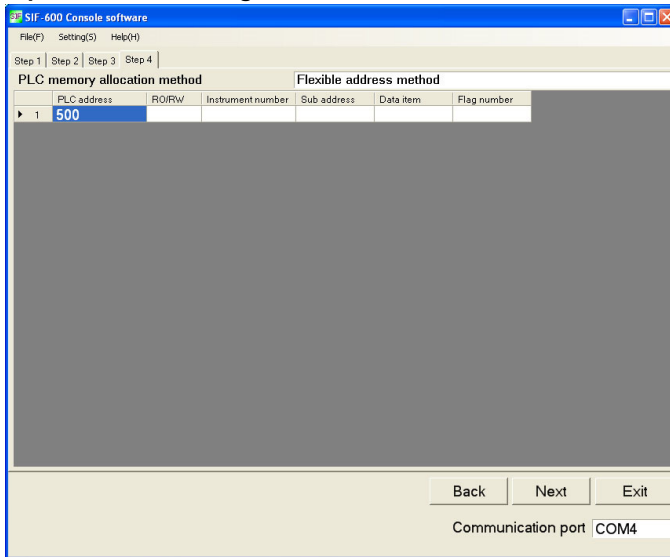 SIF-600 Console software
File(F) Setting(S) Help(H)
Step 1 Step 2 Step 3 Step 4
PLC memory allocation method Flexible address method
PLC address RO/RW Instrument number Sub address Data item Flag number
1 500
Back Next Exit
Communication port COM4